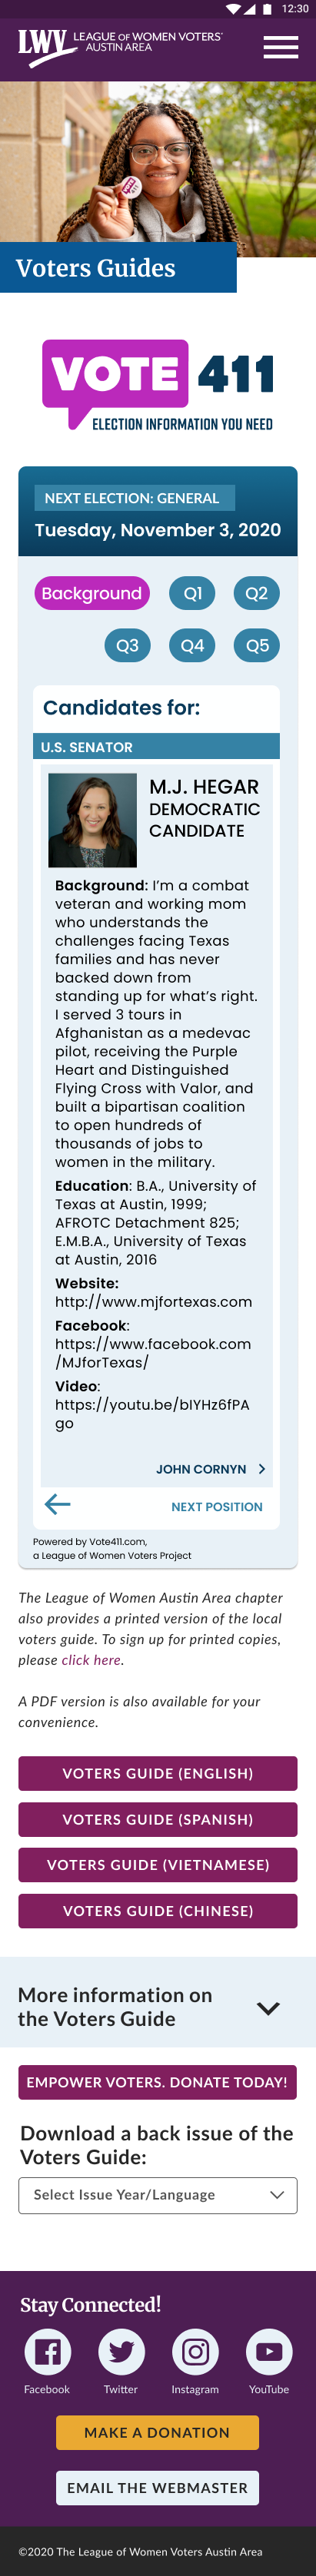 12:30
LWV LEAGUE OF WOMEN VOTERS®
AUSTIN AREA
Voters Guides
VOTE 411
ELECTION INFORMATION YOU NEED
NEXT ELECTION: GENERAL
Tuesday, November 3, 2020
Background Q1 Q2
Q3 Q4 Q5
Candidates for:
U.S. SENATOR
M.J. HEGAR
DEMOCRATIC
CANDIDATE
Background: I'm a combat
veteran and working mom
who understands the
challenges facing Texas
families and has never
backed down from
standing up for what's right.
I served 3 tours in
Afghanistan as a medevac
pilot, receiving the Purple
Heart and Distinguished
Flying Cross with Valor, and
built a bipartisan coalition
to open hundreds of
thousands of jobs to
women in the military.
Education: B.A., University of
Texas at Austin, 1999;
AFROTC Detachment 825;
E.M.B.A., University of Texas
at Austin, 2016
Website:
http://www.mjfortexas.com
Facebook:
https://www.facebook.com
/MJforTexas/
Video:
https://youtu.be/bIYHz6fPA
go
JOHN CORNYN
NEXT POSITION
Powered by Vote411.com,
a League of Women Voters Project
The League of Women Austin Area chapter
also provides a printed version of the local
voters guide. To sign up for printed copies,
please click here.
A PDF version is also available for your
convenience.
VOTERS GUIDE (ENGLISH)
VOTERS GUIDE (SPANISH)
VOTERS GUIDE (VIETNAMESE)
VOTERS GUIDE (CHINESE)
More information on
the Voters Guide
EMPOWER VOTERS. DONATE TODAY!
Download a back issue of the
Voters Guide:
Select Issue Year/Language
Stay Connected!
Facebook Twitter Instagram YouTube
MAKE A DONATION
EMAIL THE WEBMASTER
©2020 The League of Women Voters Austin Area